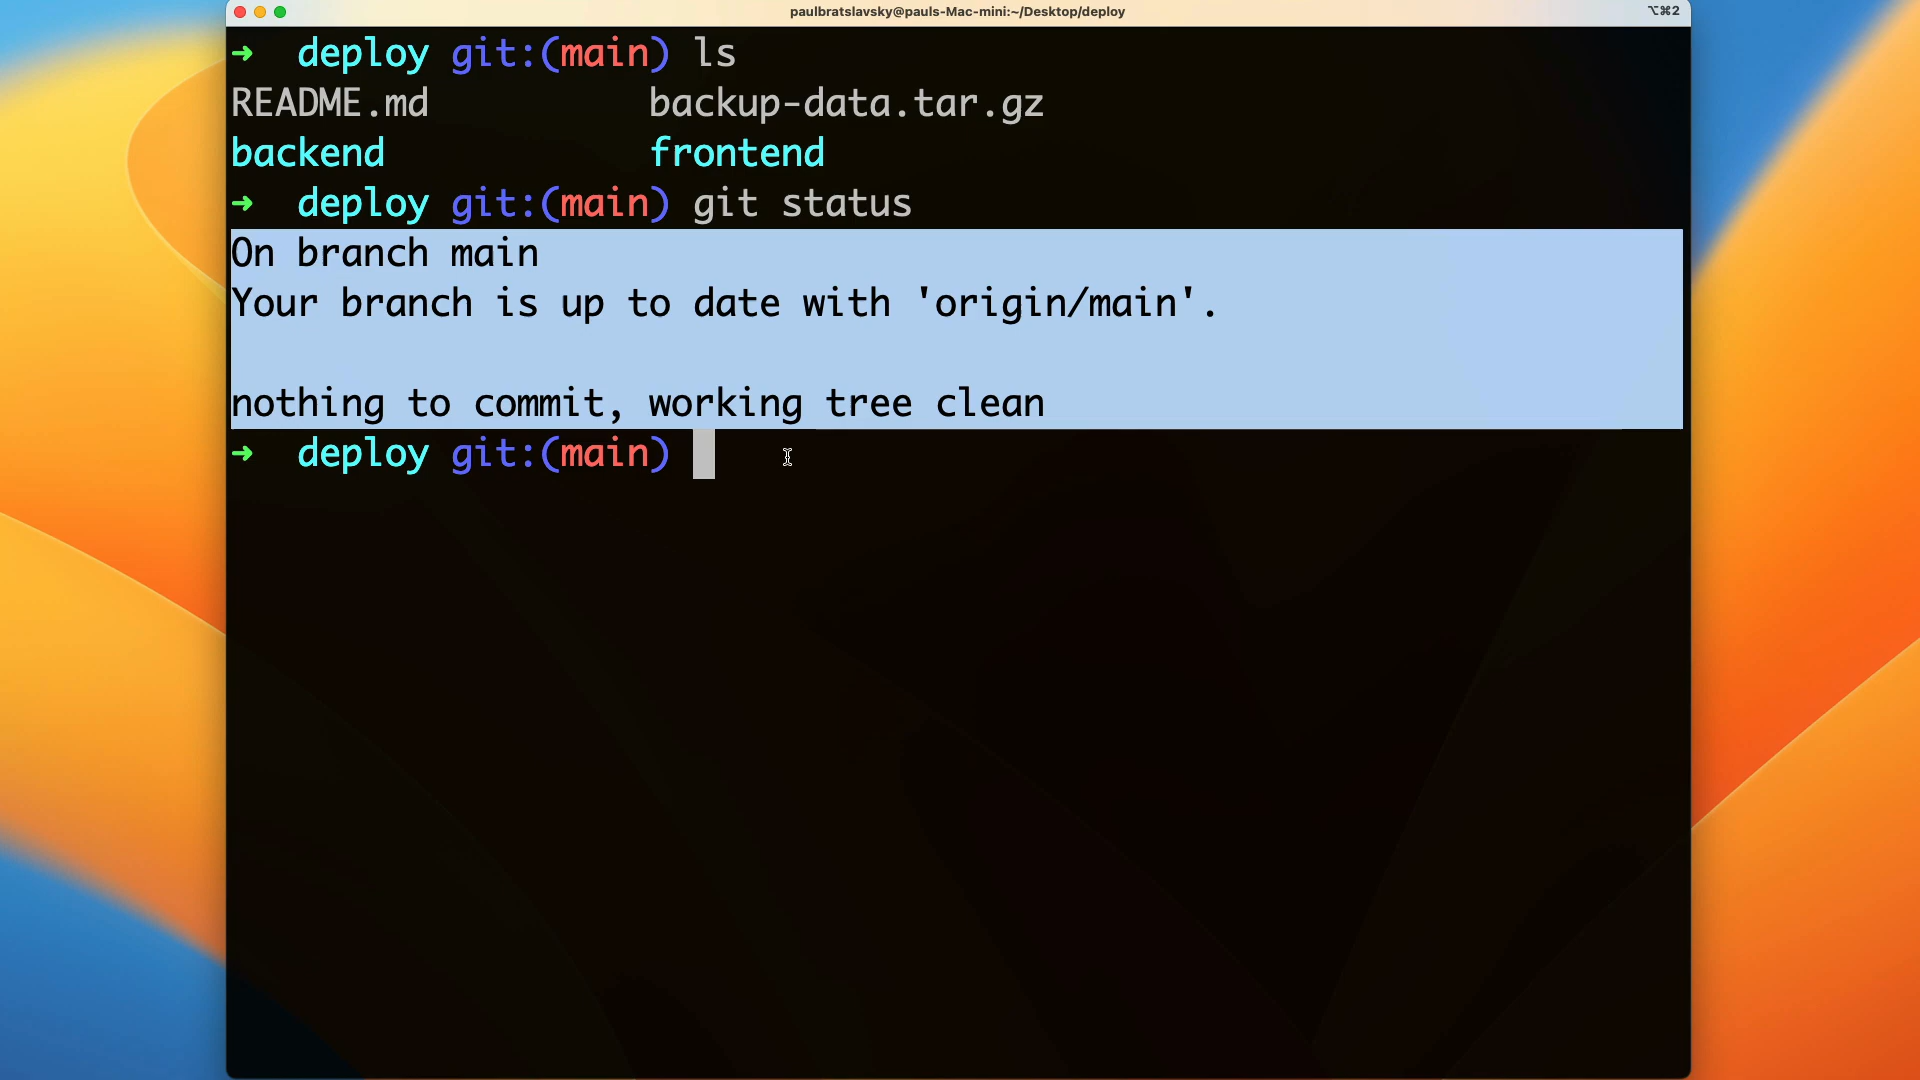 paulbratslavsky@pauls-Mac-mini:~/Desktop/deploy
⌥⌘2
➜ deploy git:(main) ls
README.md backup-data.tar.gz
backend frontend
➜ deploy git:(main) git status
On branch main
Your branch is up to date with 'origin/main'.
nothing to commit, working tree clean
➜ deploy git:(main)